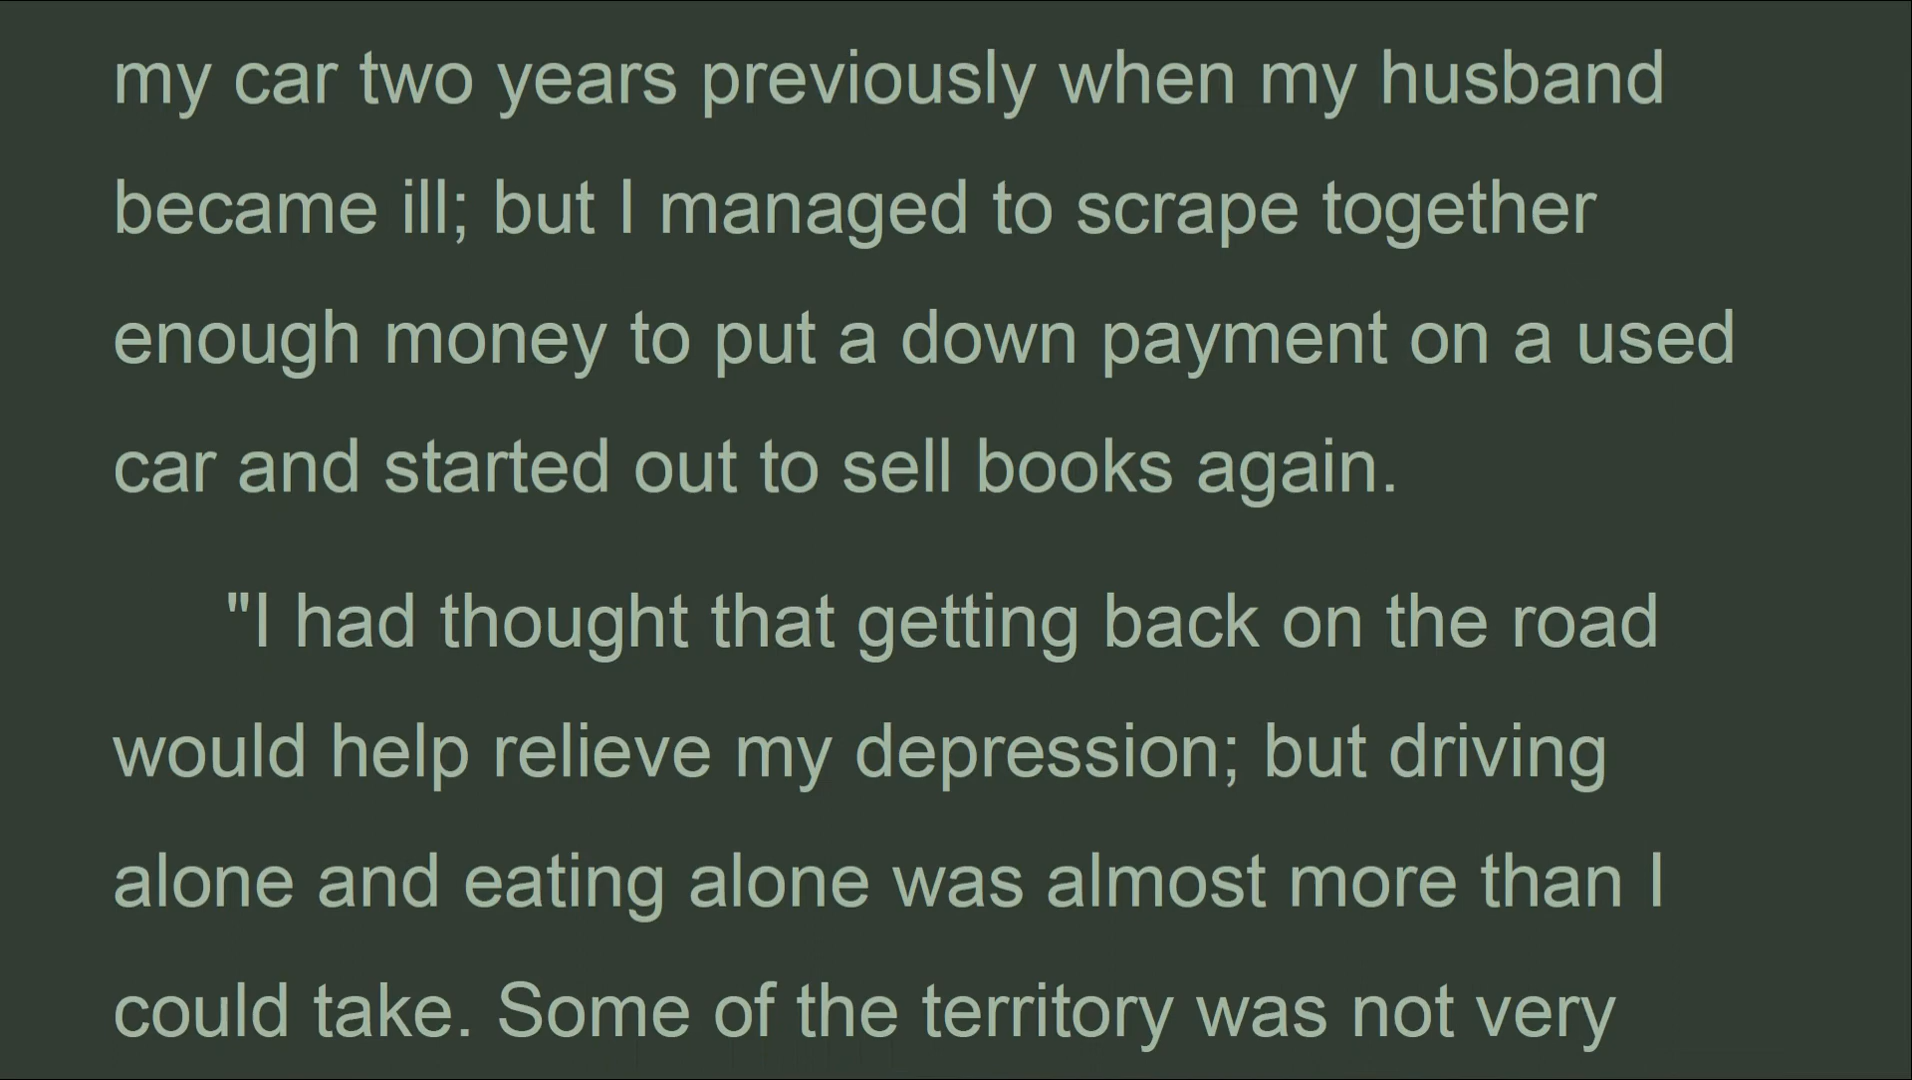 my car two years previously when my husband
became ill; but I managed to scrape together
enough money to put a down payment on a used
car and started out to sell books again.
"I had thought that getting back on the road
would help relieve my depression; but driving
alone and eating alone was almost more than I
could take. Some of the territory was not very